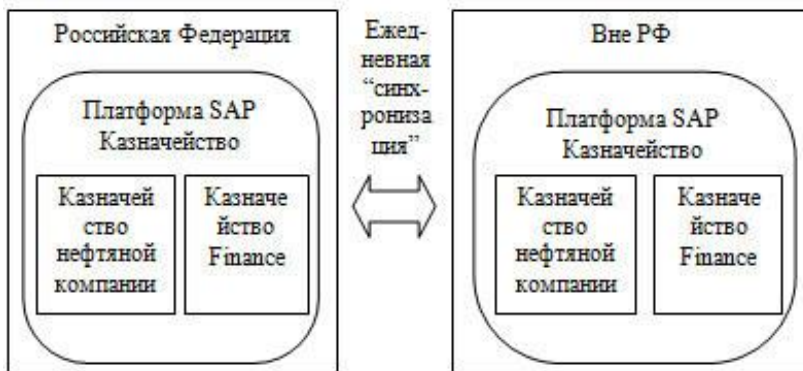 Российская Федерация
Платформа SAP
Казначейство
Казначей
ство
нефтяной
компании
Казначе
йство
Finance
Ежед-
невная
“синх-
рониза
ция”
Вне РФ
Платформа SAP
Казначейство
Казначей
ство
нефтяной
компании
Казначе
йство
Finance